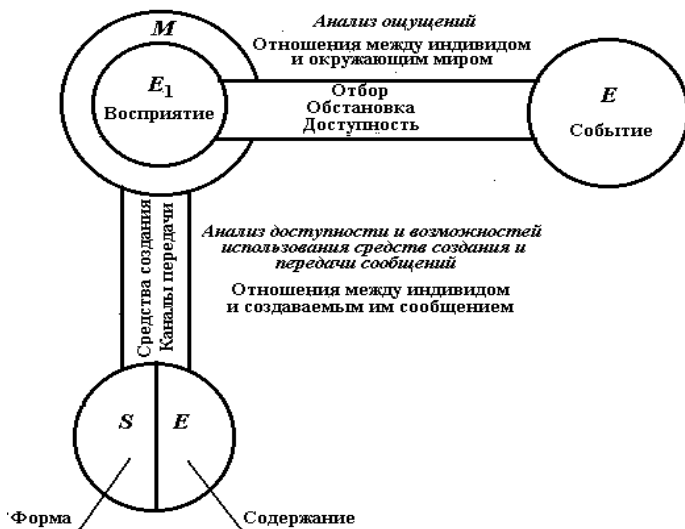 M
Анализ ощущений
Отношения между индивидом
и окружающим миром
E1
Восприятие
Отбор
Обстановка
Доступность
E
Событие
Средства создания
Каналы передачи
Анализ доступности и возможностей
использования средств создания и
передачи сообщений
Отношения между индивидом
и создаваемым им сообщением
S
E
Форма
Содержание